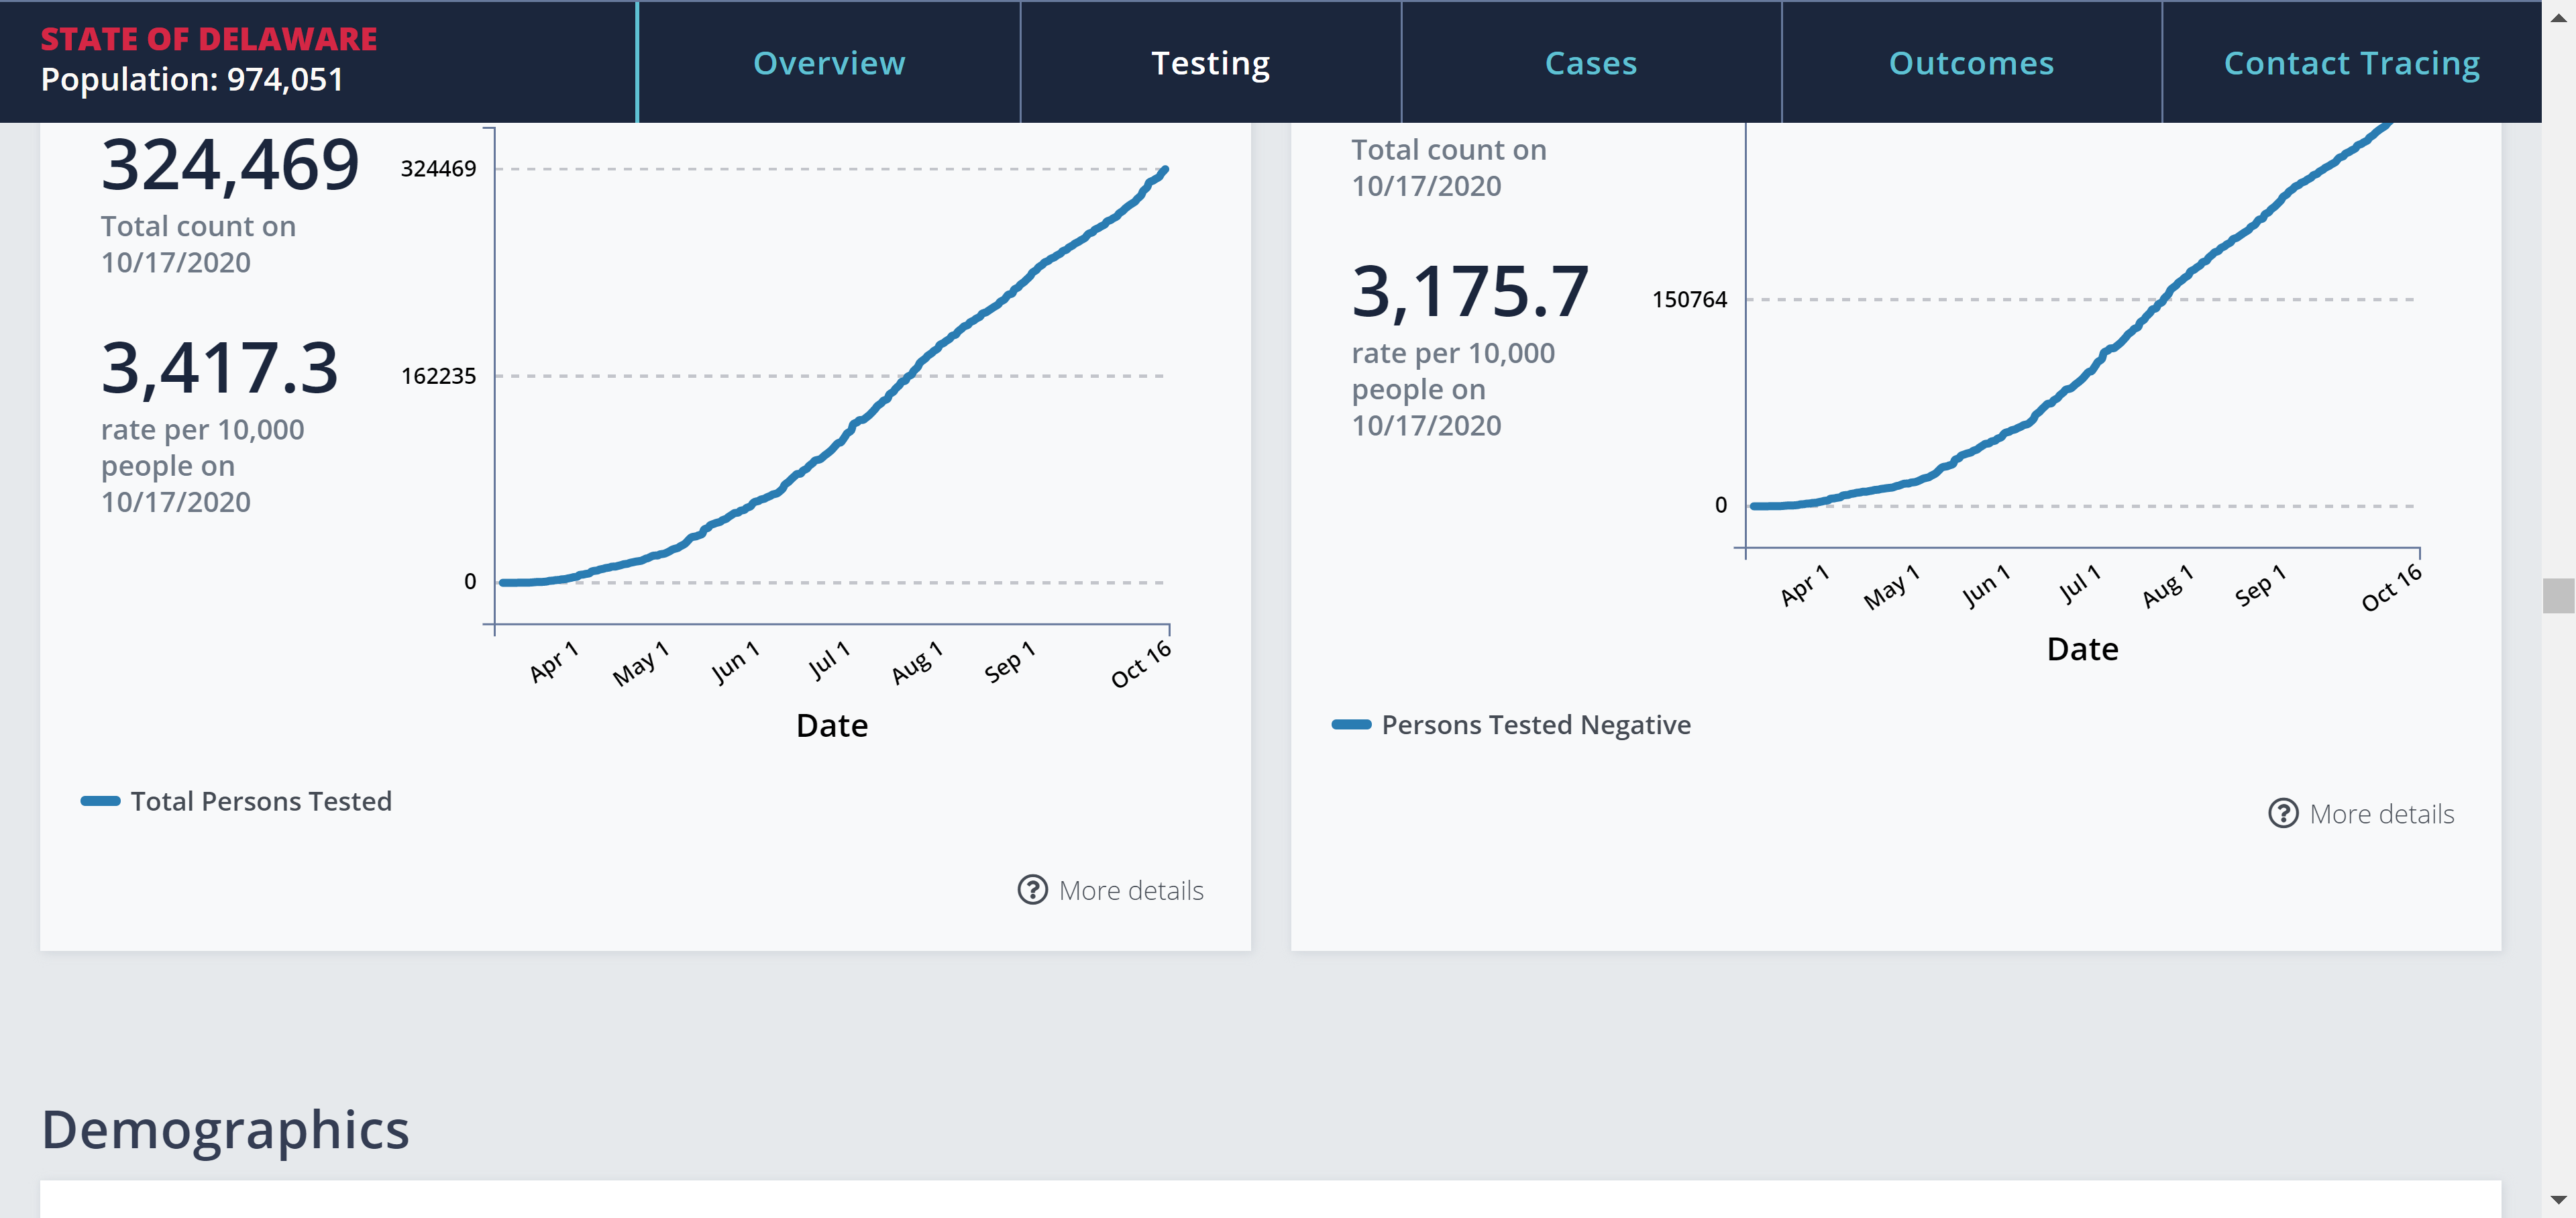 STATE OF DELAWARE
Population: 974,051
Overview
Testing
Cases
Outcomes
Contact Tracing
324,469
Total count on
10/17/2020
3,417.3
rate per 10,000
people on
10/17/2020
324469
162235
0
Apr 1
May 1
Jun 1
Jul 1
Aug 1
Sep 1
Oct 16
Date
Total Persons Tested
More details
Total count on
10/17/2020
3,175.7
rate per 10,000
people on
10/17/2020
150764
0
Apr 1
May 1
Jun 1
Jul 1
Aug 1
Sep 1
Oct 16
Date
Persons Tested Negative
More details
Demographics